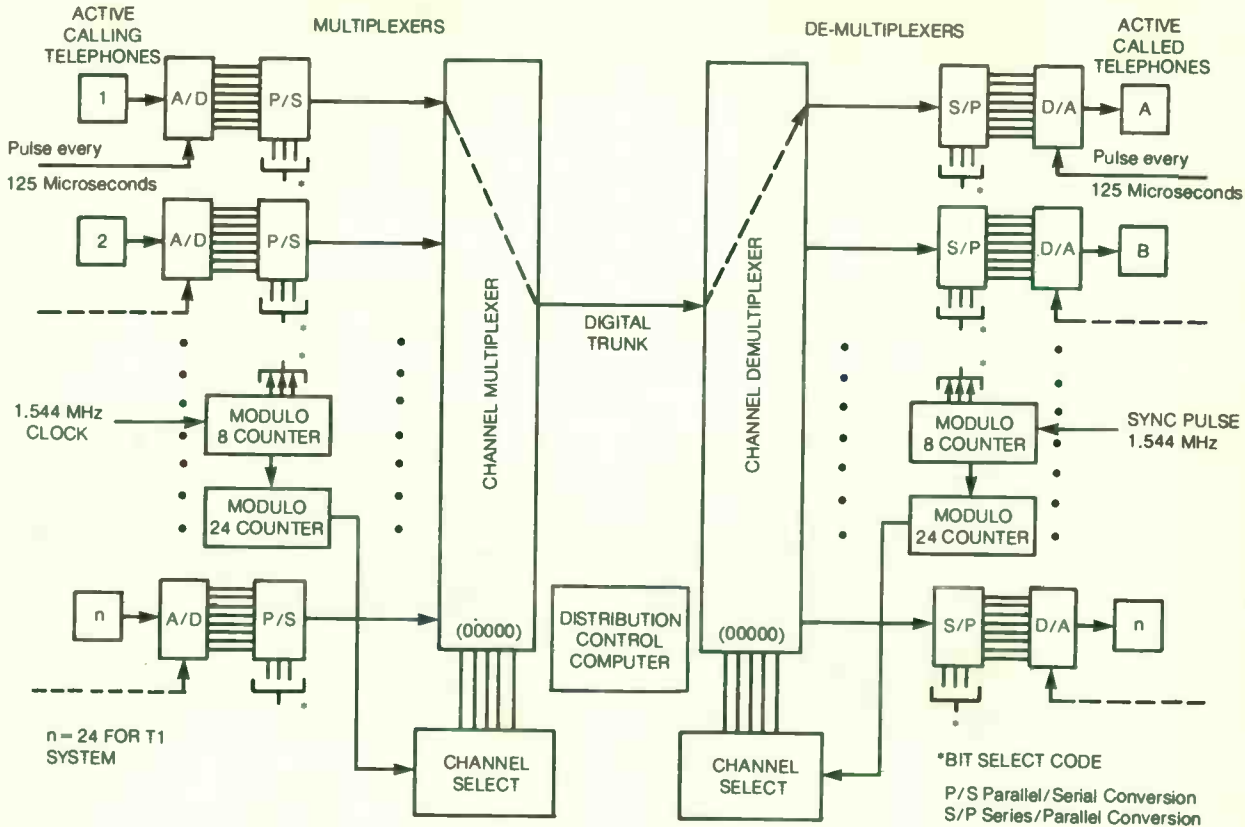 ACTIVE
CALLING
TELEPHONES
MULTIPLEXERS
DE-MULTIPLEXERS
ACTIVE
CALLED
TELEPHONES
1
A/D
P/S
S/P
D/A
A
Pulse every
125 Microseconds
*
*
Pulse every
125 Microseconds
2
A/D
P/S
S/P
D/A
B
*
*
CHANNEL MULTIPLEXER
DIGITAL
TRUNK
CHANNEL DEMULTIPLEXER
*
*
1.544 MHz
CLOCK
MODULO
8 COUNTER
MODULO
8 COUNTER
SYNC PULSE
1.544 MHz
MODULO
24 COUNTER
MODULO
24 COUNTER
n
A/D
P/S
(00000)
DISTRIBUTION
CONTROL
COMPUTER
(00000)
S/P
D/A
n
*
*
n = 24 FOR T1
SYSTEM
CHANNEL
SELECT
CHANNEL
SELECT
*BIT SELECT CODE
P/S Parallel/Serial Conversion
S/P Series/Parallel Conversion